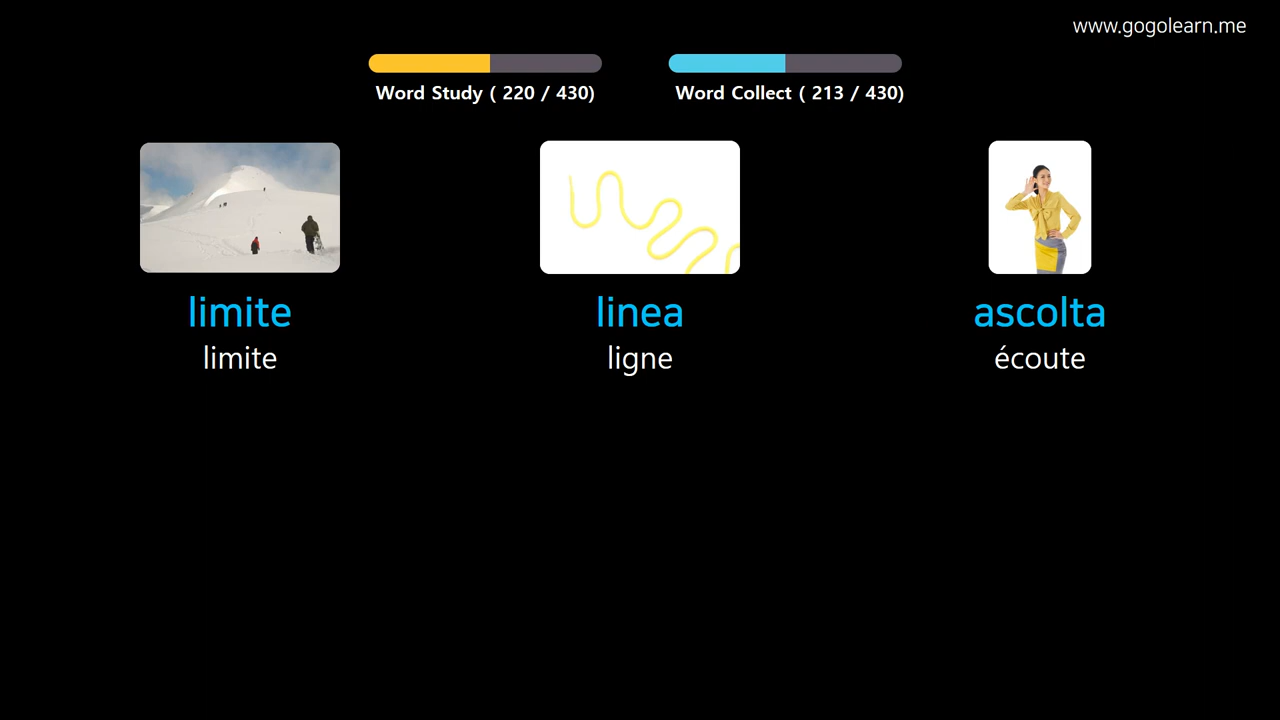 www.gogolearn.me
Word Study ( 220 / 430)
Word Collect ( 213 / 430)
limite
limite
linea
ligne
ascolta
écoute